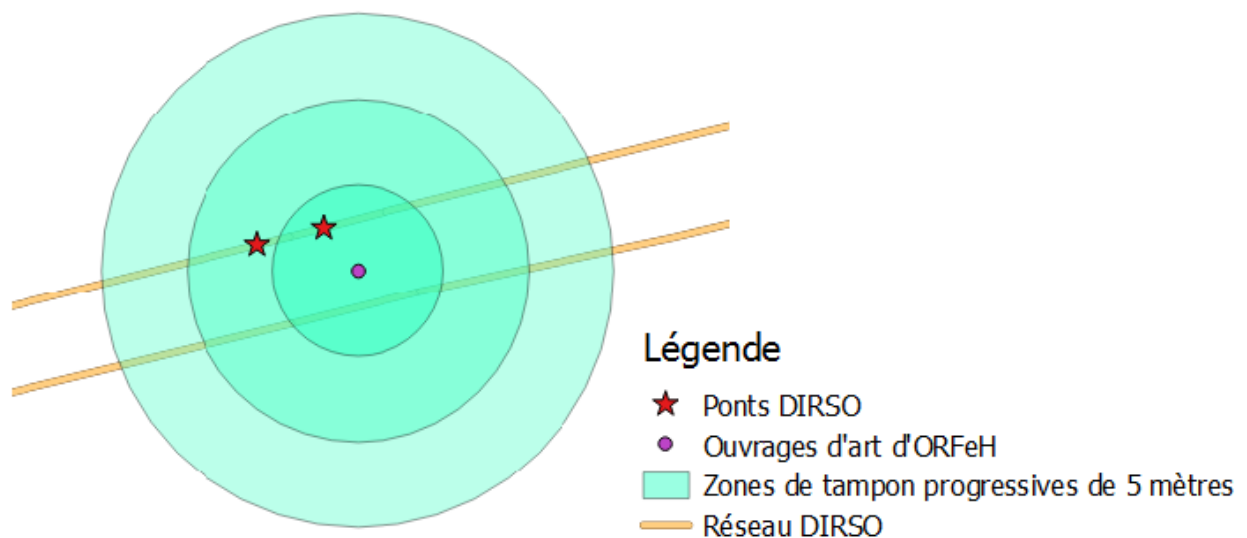 Légende
Ponts DIRSO
Ouvrages d'art d'ORFeH
Zones de tampon progressives de 5 mètres
Réseau DIRSO